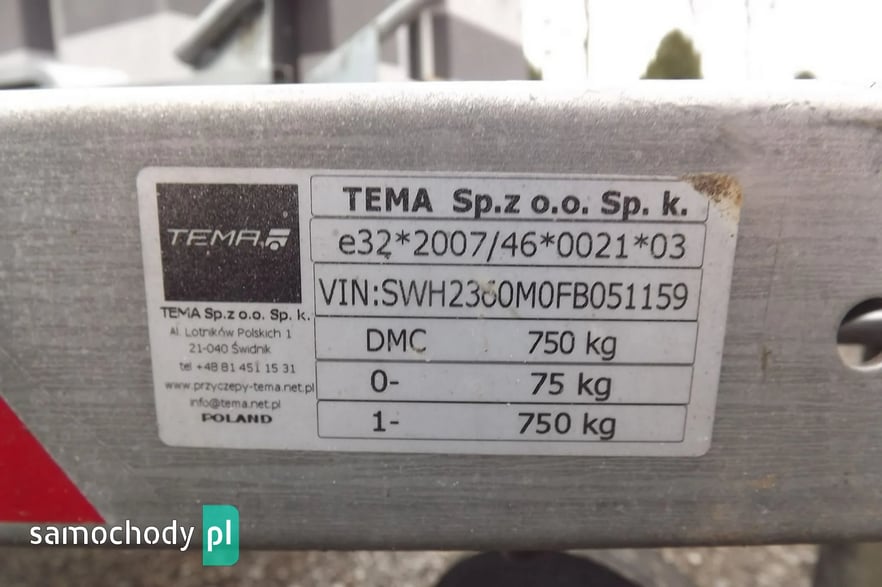 TEMA
TEMA Sp.z o.o. Sp. k.
Al. Lotników Polskich 1
21-040 Świdnik
tel +48 81 451 15 31
www.przyczepy-tema.net.pl
info@tema.net.pl
POLAND
TEMA Sp.z o.o. Sp. k.
e32*2007/46*0021*03
VIN:SWH2360M0FB051159
DMC 750 kg
0- 75 kg
1- 750 kg
samochody pl